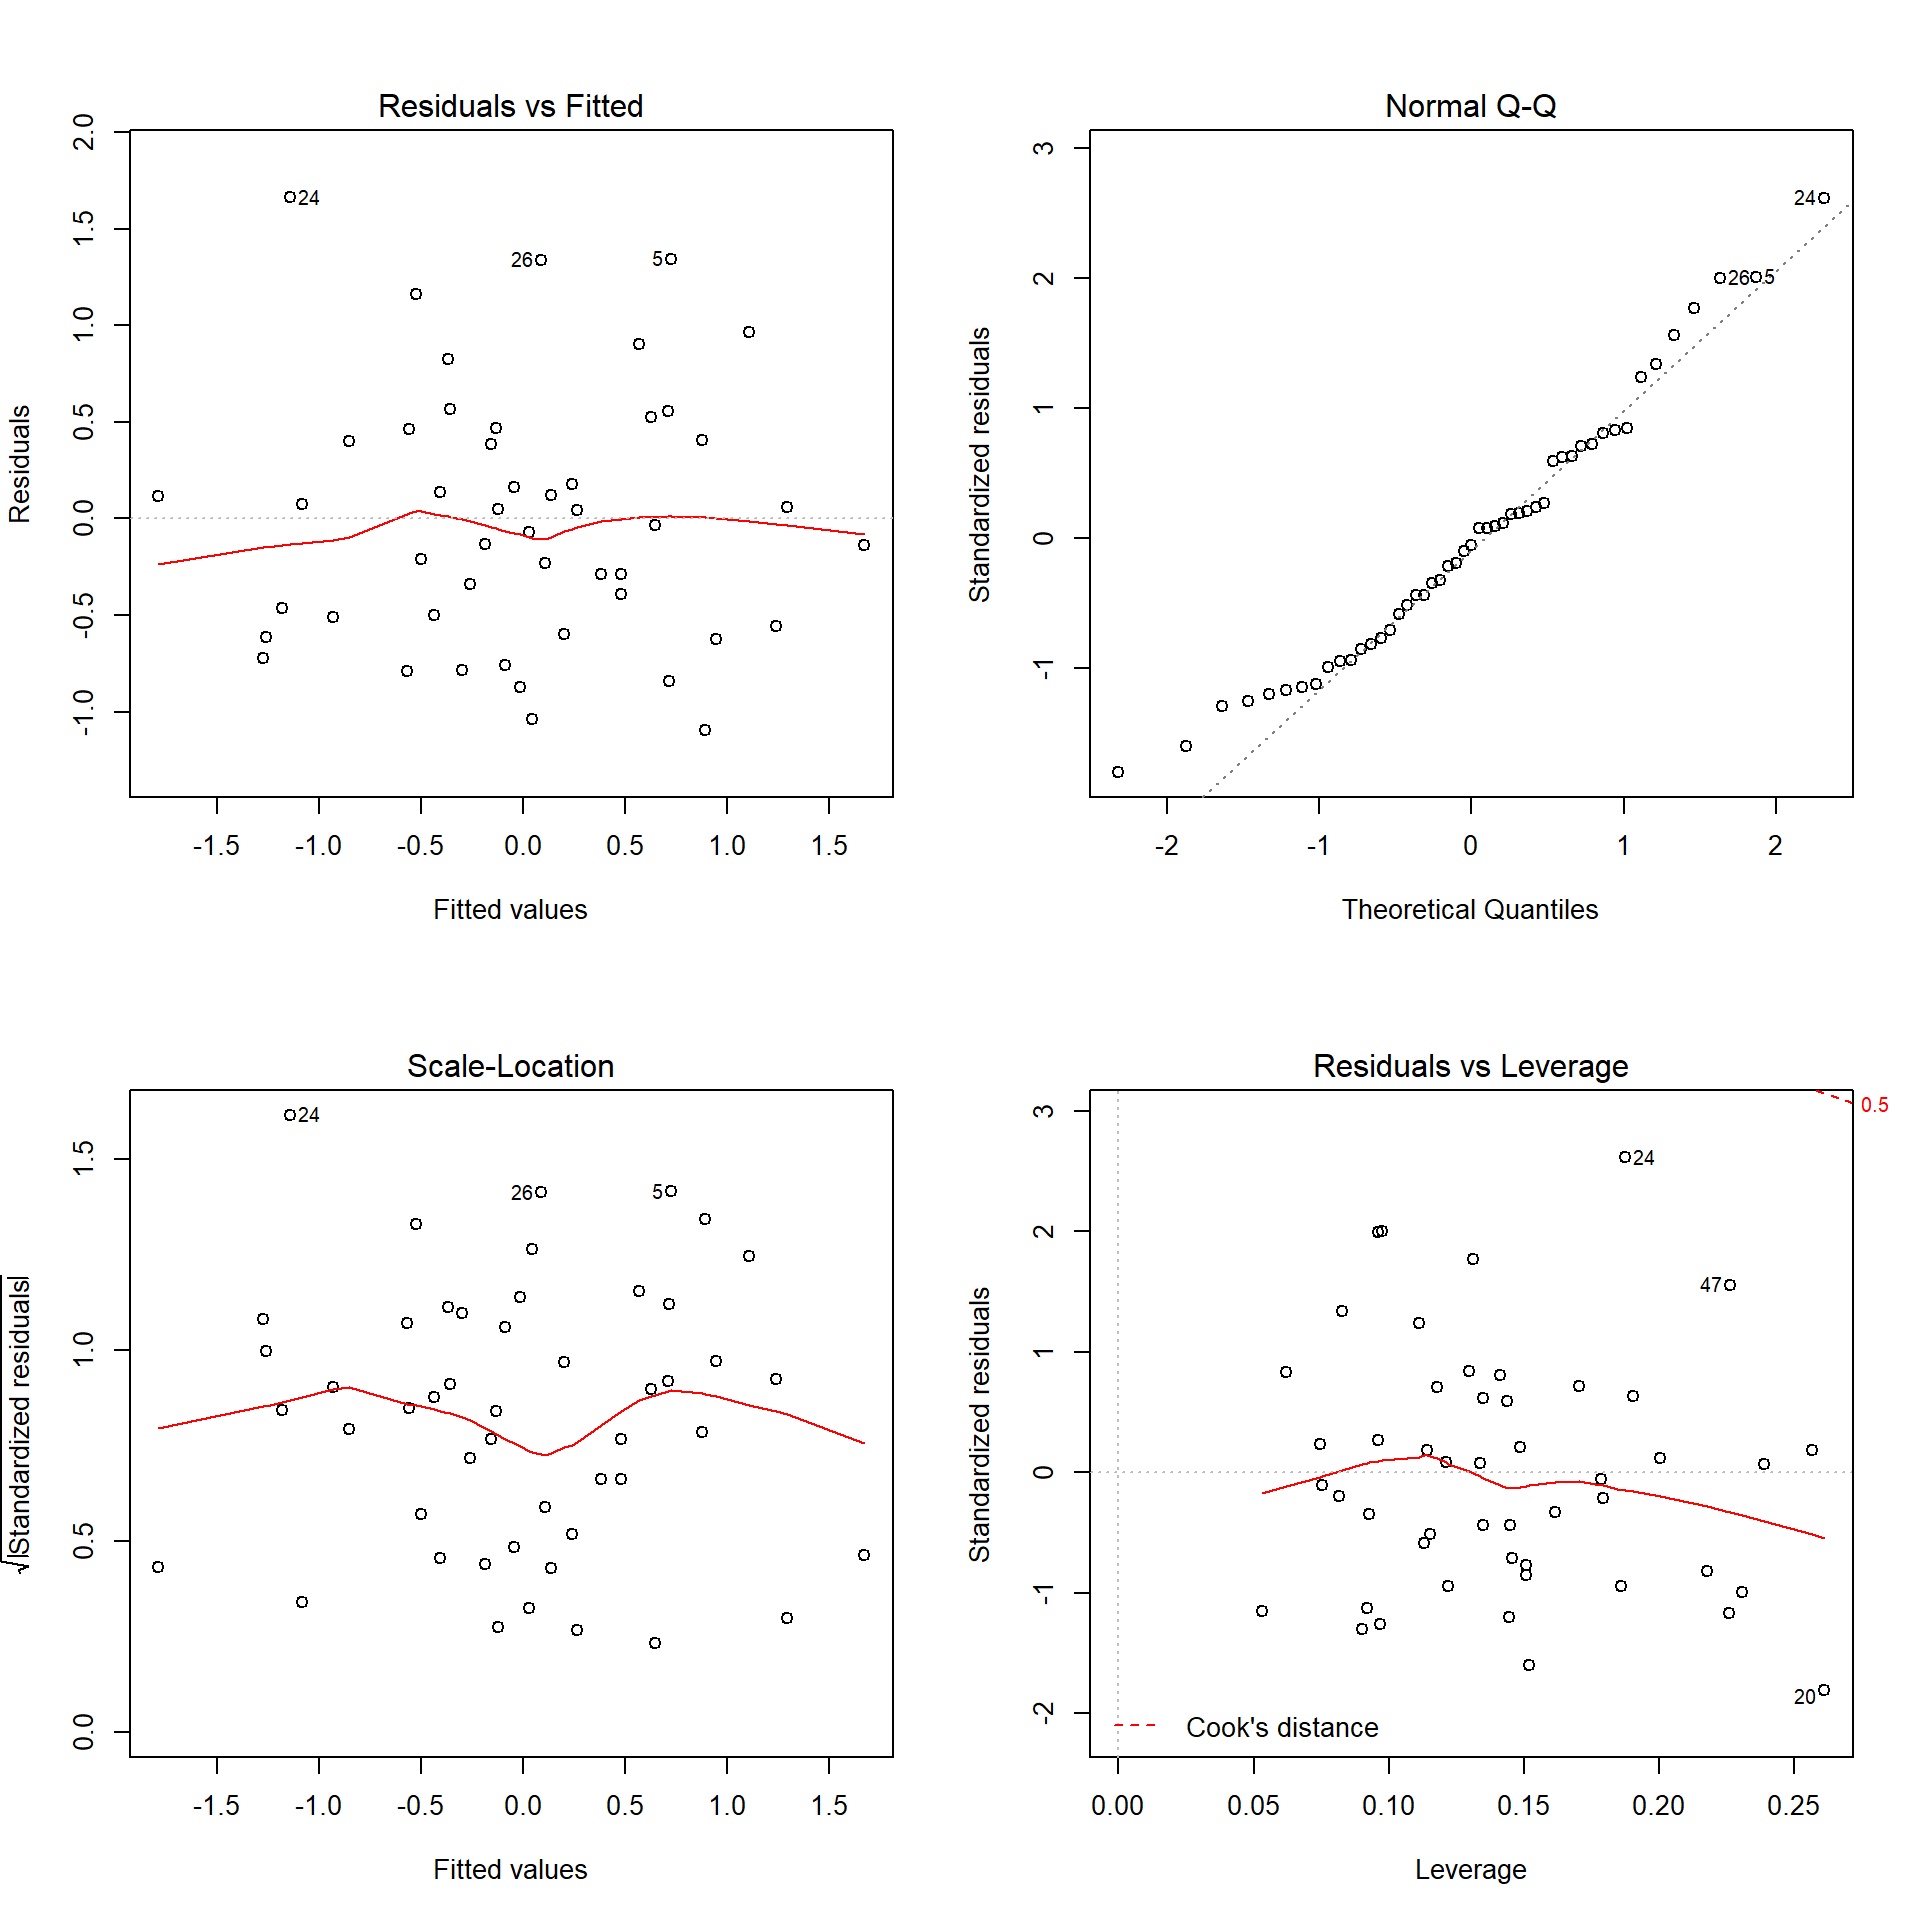 Residuals vs Fitted
Residuals
2.0
1.5
1.0
0.5
0.0
-0.5
-1.0
24
26
5
-1.5 -1.0 -0.5 0.0 0.5 1.0 1.5
Fitted values
Normal Q-Q
Standardized residuals
3
2
1
0
-1
24
26
5
-2 -1 0 1 2
Theoretical Quantiles
Scale-Location
√|Standardized residuals|
1.5
1.0
0.5
0.0
24
26
5
-1.5 -1.0 -0.5 0.0 0.5 1.0 1.5
Fitted values
Residuals vs Leverage
Standardized residuals
3
2
1
0
-1
-2
0.5
24
47
20
Cook's distance
0.00 0.05 0.10 0.15 0.20 0.25
Leverage